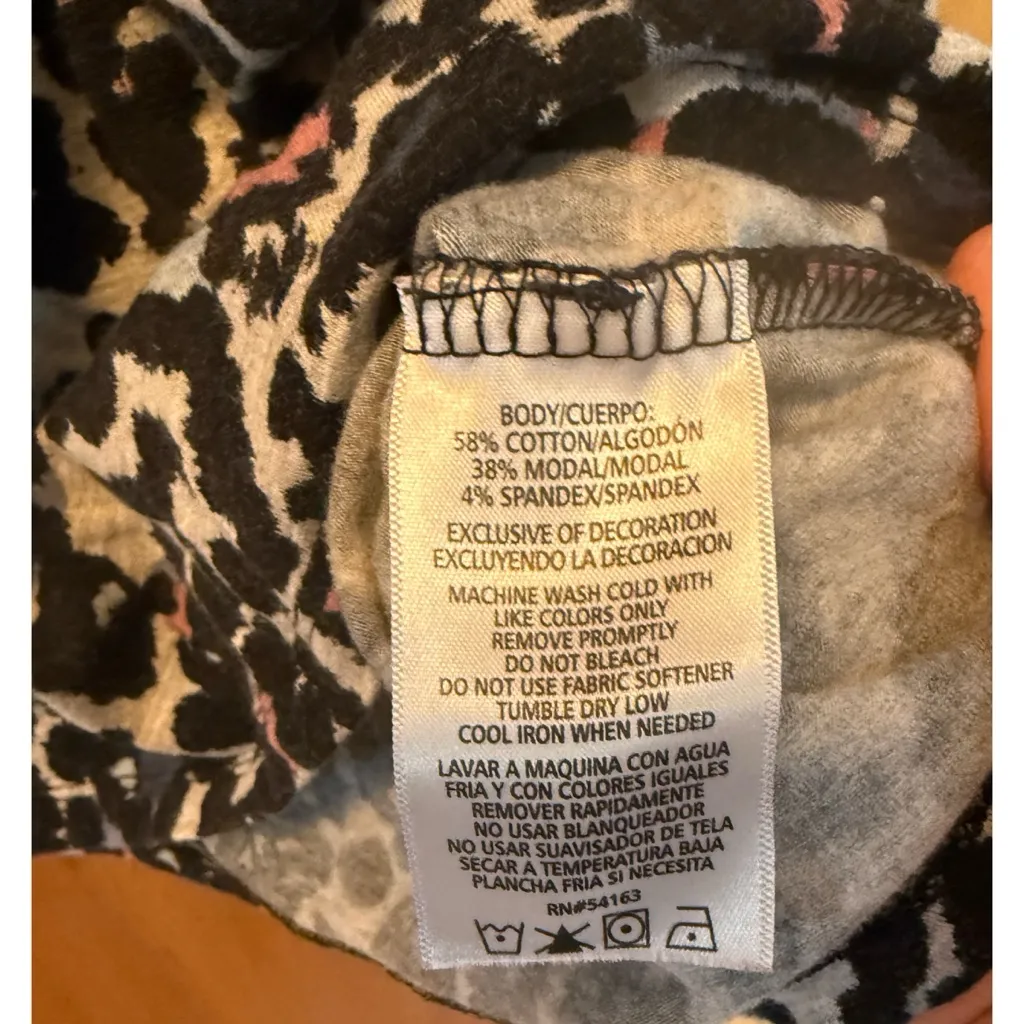 BODY/CUERPO:
58% COTTON/ALGODÓN
38% MODAL/MODAL
4% SPANDEX/SPANDEX
EXCLUSIVE OF DECORATION
EXCLUYENDO LA DECORACION
MACHINE WASH COLD WITH
LIKE COLORS ONLY
REMOVE PROMPTLY
DO NOT BLEACH
DO NOT USE FABRIC SOFTENER
TUMBLE DRY LOW
COOL IRON WHEN NEEDED
LAVAR A MAQUINA CON AGUA
FRIA Y CON COLORES IGUALES
REMOVER RAPIDAMENTE
NO USAR BLANQUEADOR
NO USAR SUAVISADOR DE TELA
SECAR A TEMPERATURA BAJA
PLANCHA FRIA SI NECESITA
RN#54163